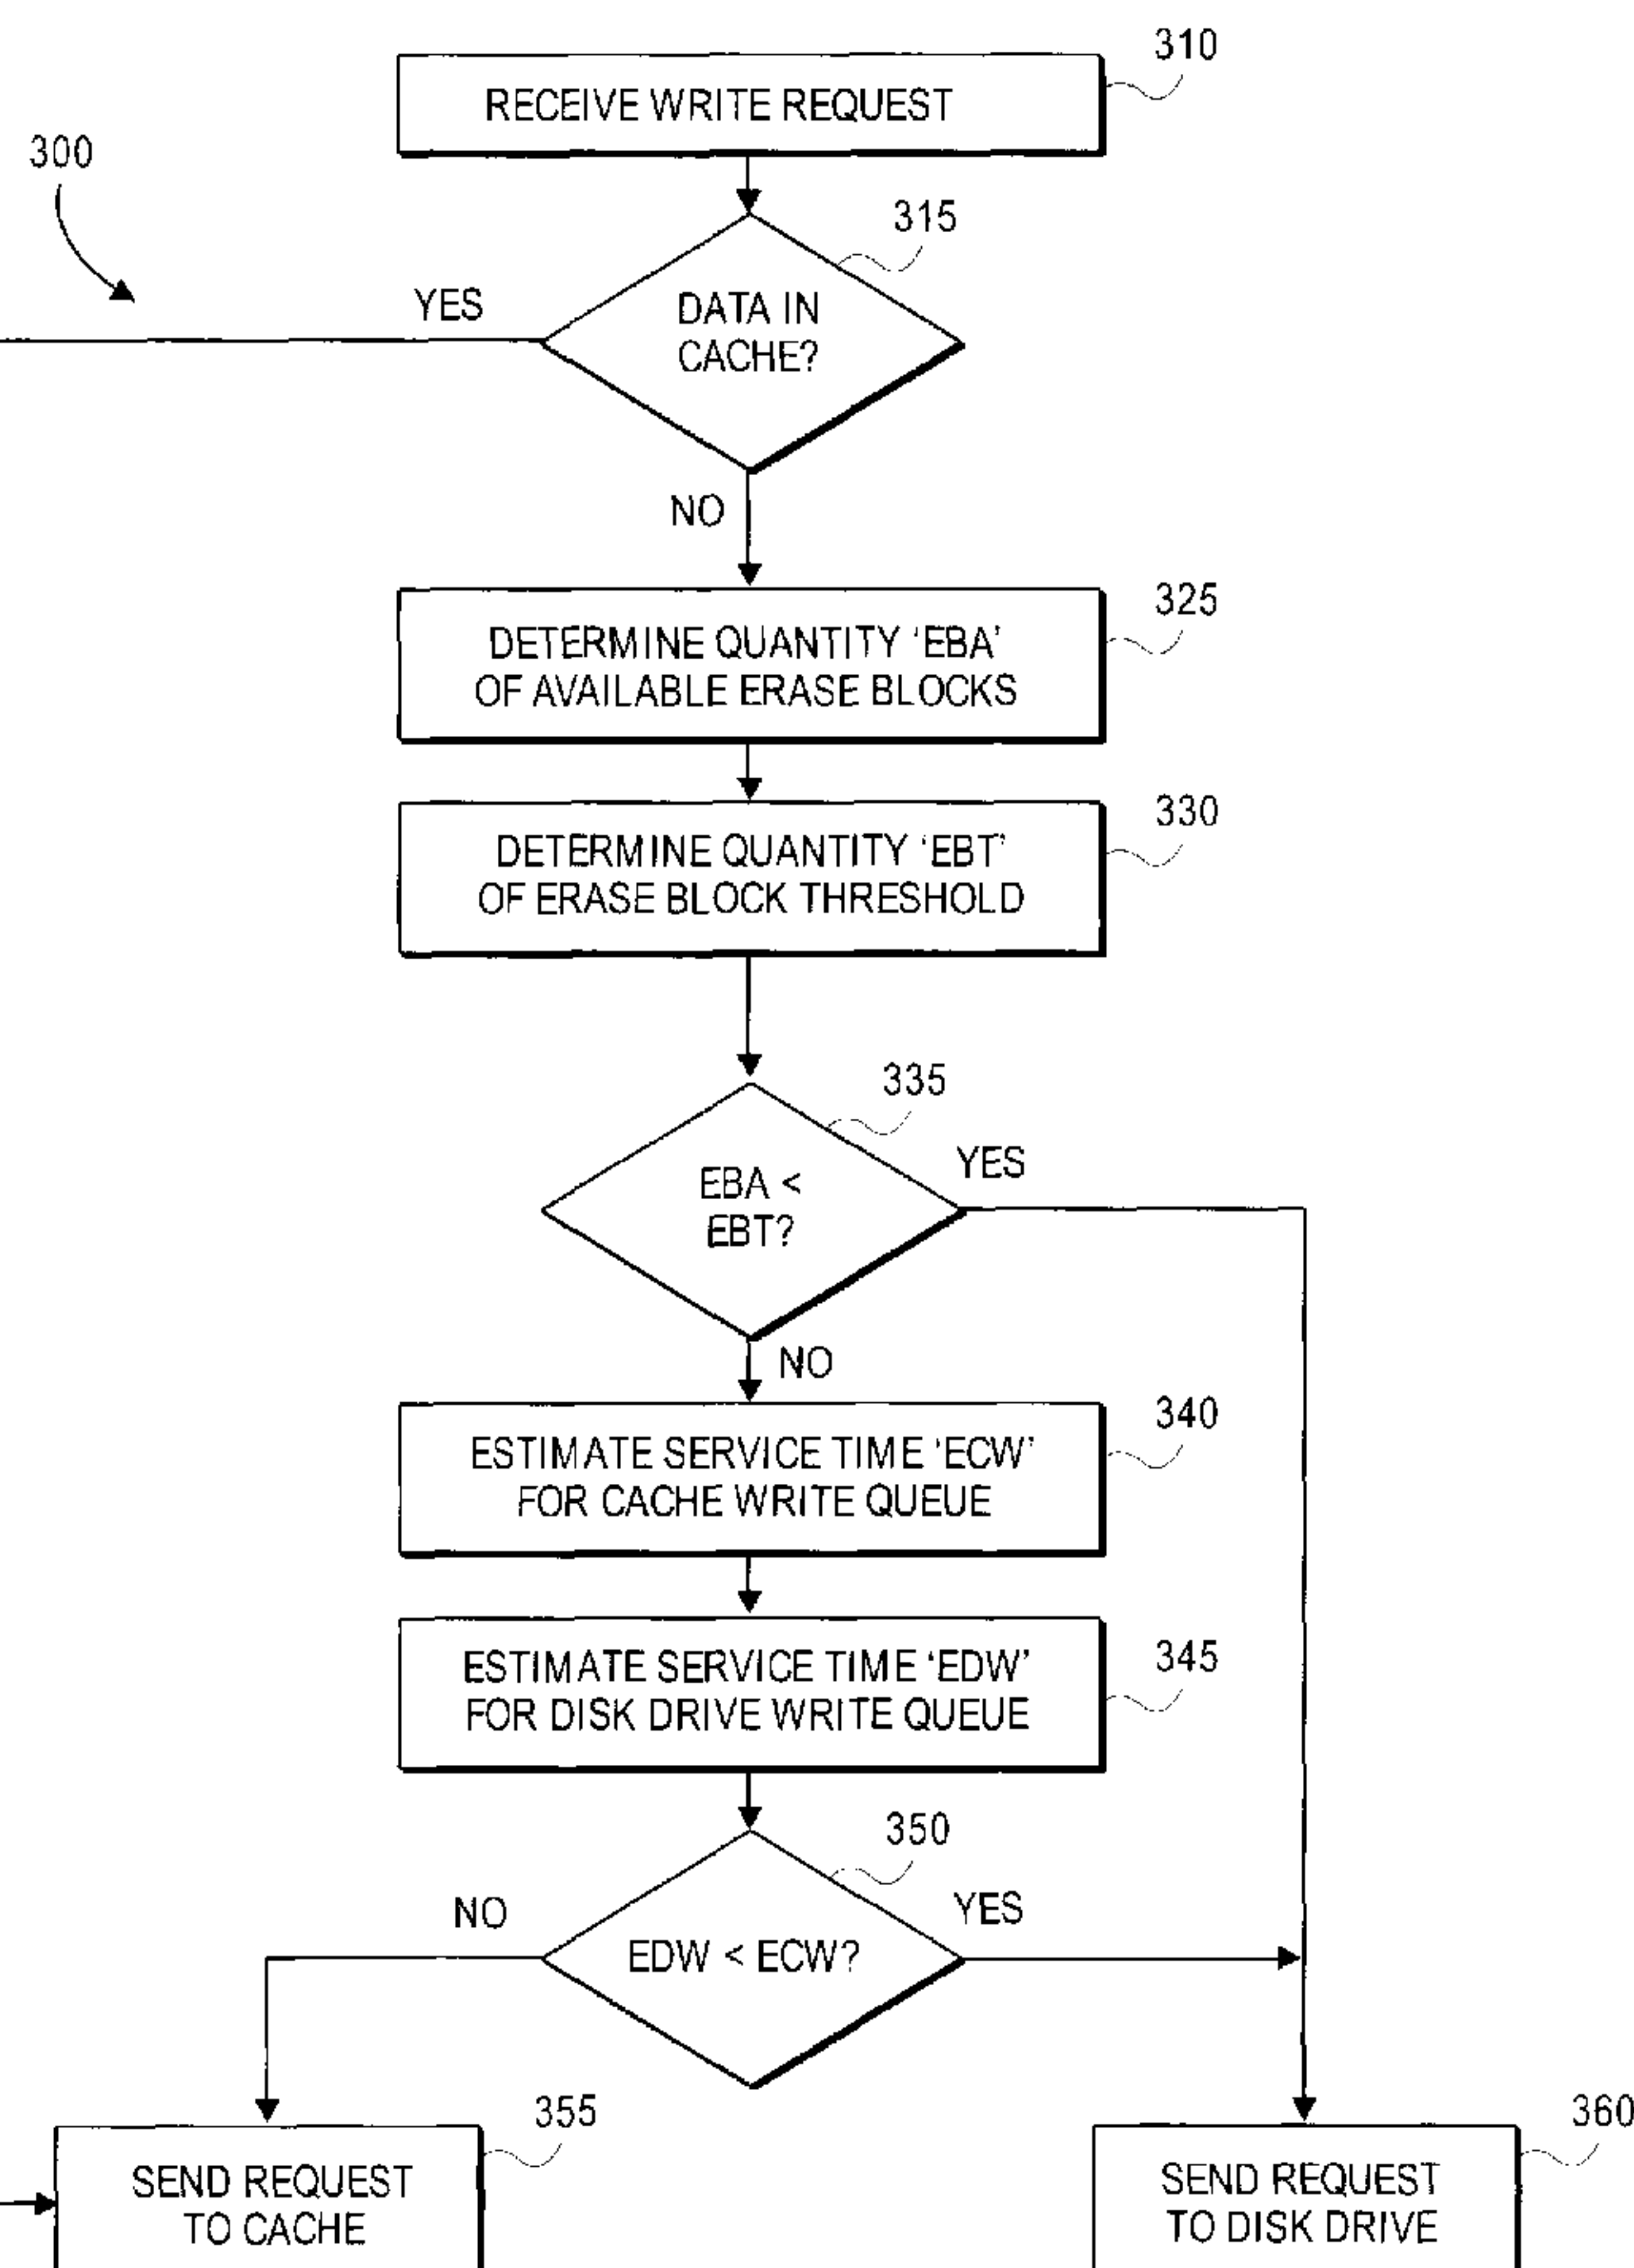 310
RECEIVE WRITE REQUEST
300
315
YES
DATA IN
CACHE?
NO
325
DETERMINE QUANTITY ‘EBA’
OF AVAILABLE ERASE BLOCKS
330
DETERMINE QUANTITY ‘EBT’
OF ERASE BLOCK THRESHOLD
335
YES
EBA <
EBT?
NO
340
ESTIMATE SERVICE TIME ‘ECW’
FOR CACHE WRITE QUEUE
345
ESTIMATE SERVICE TIME ‘EDW’
FOR DISK DRIVE WRITE QUEUE
350
NO
YES
EDW < ECW?
355
SEND REQUEST
TO CACHE
360
SEND REQUEST
TO DISK DRIVE